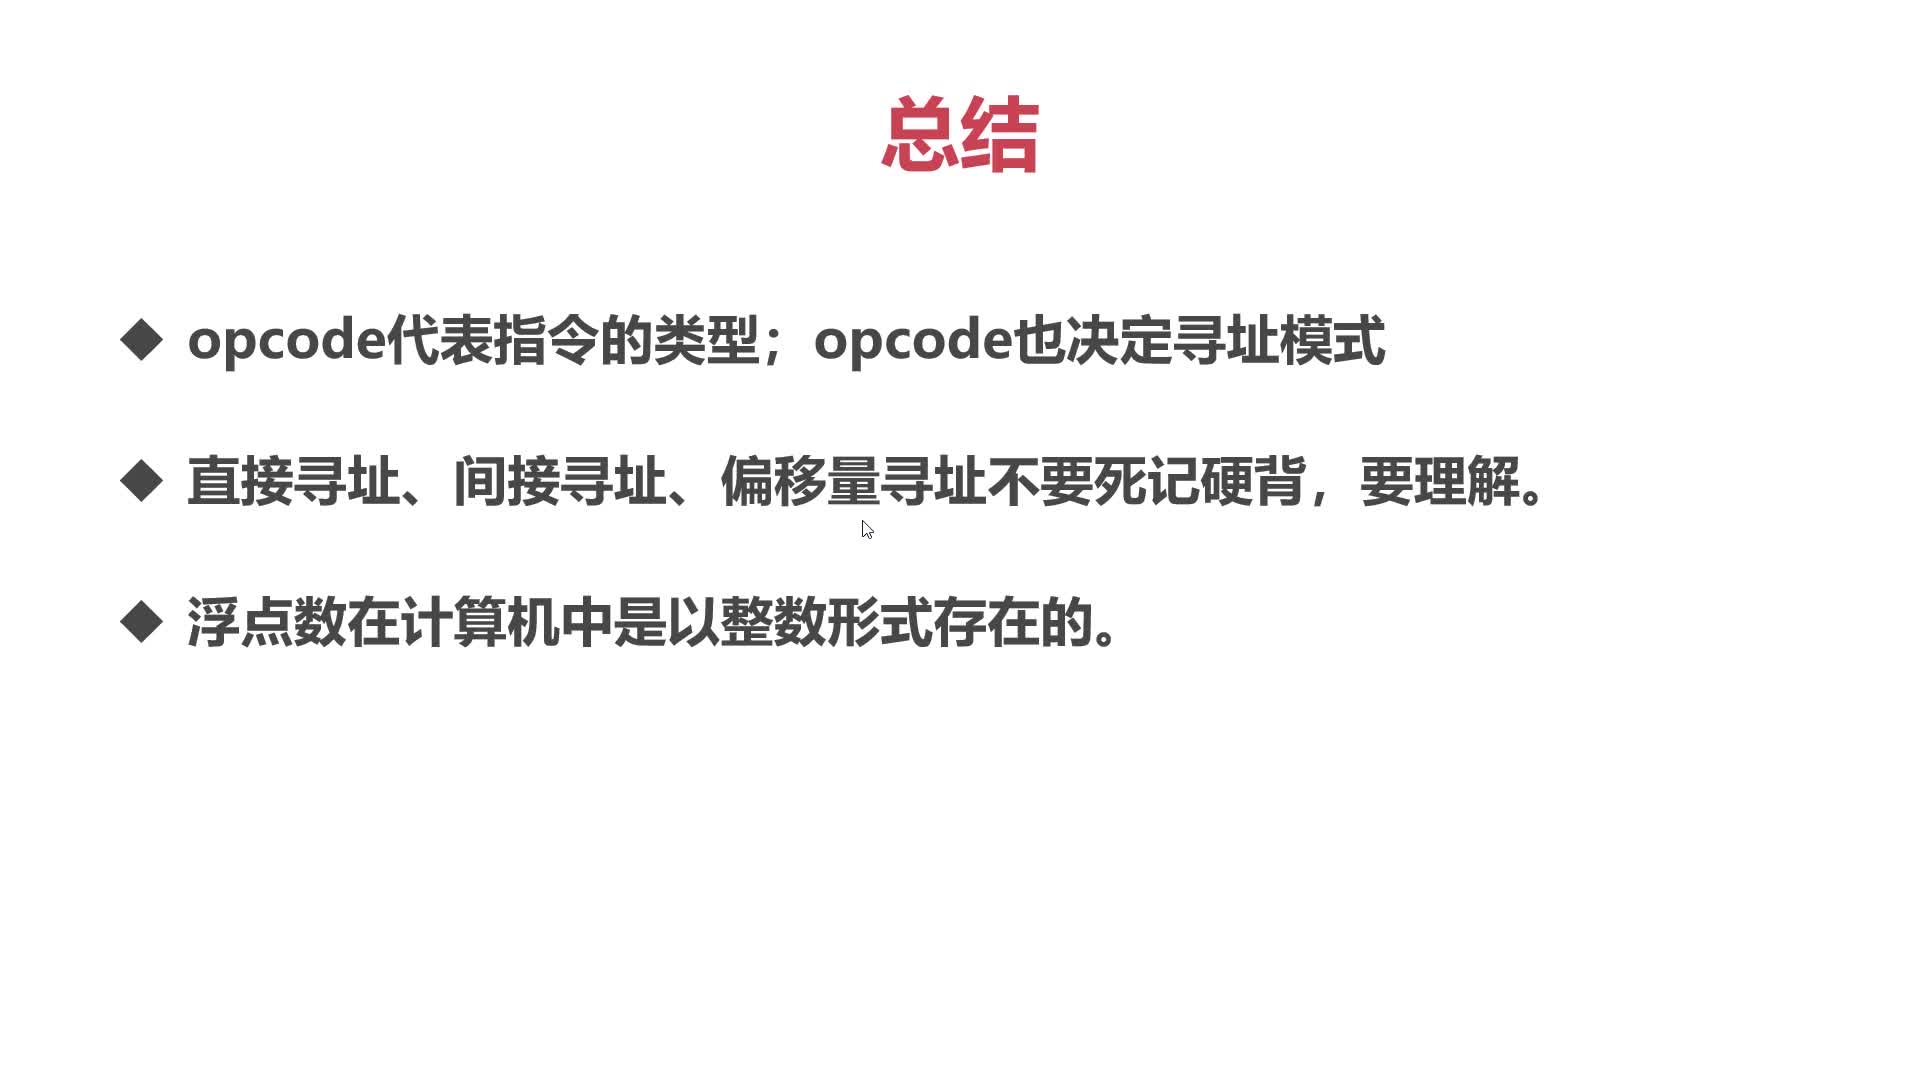 总结
◆ opcode代表指令的类型；opcode也决定寻址模式
◆ 直接寻址、间接寻址、偏移量寻址不要死记硬背，要理解。
◆ 浮点数在计算机中是以整数形式存在的。